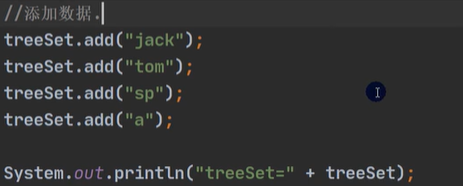 //添加数据.
treeSet.add("jack");
treeSet.add("tom");
treeSet.add("sp");
treeSet.add("a");
System.out.println("treeSet=" + treeSet);